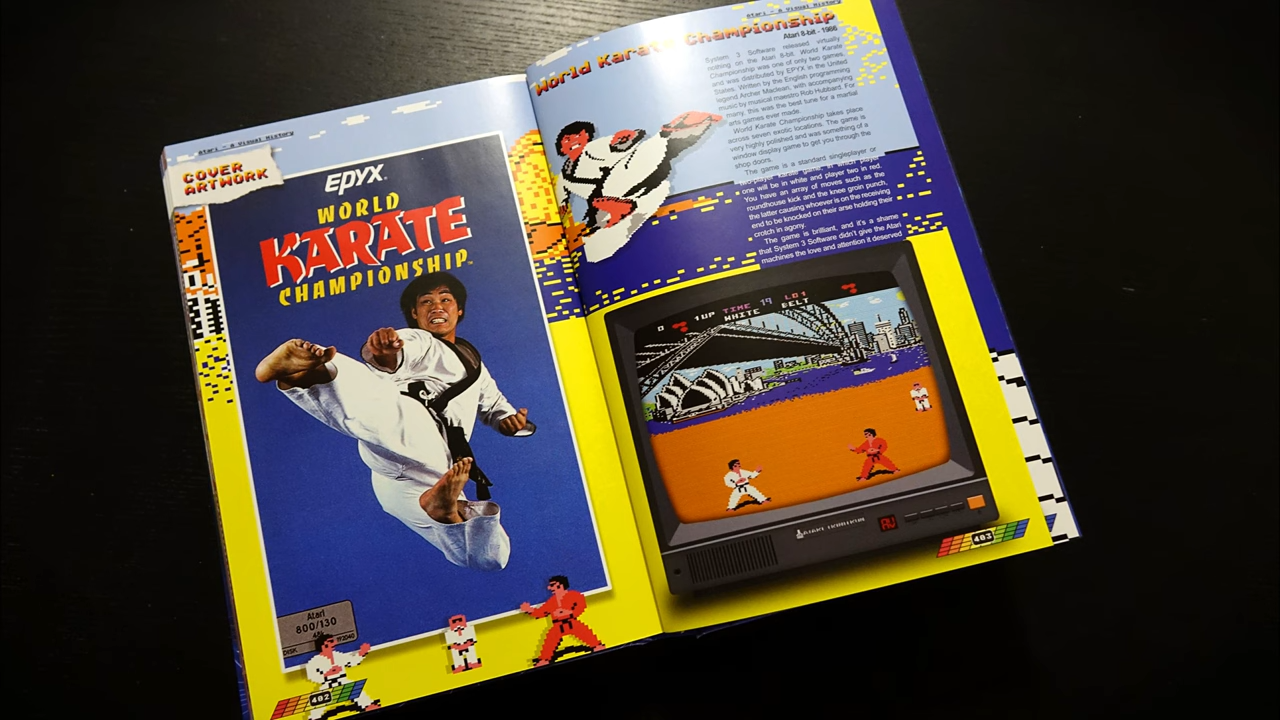 Atari - A Visual History
COVER
ARTWORK
EPYX®
WORLD
KARATE
CHAMPIONSHIP™
Atari
800/130
DISK
402
Atari - A Visual History
World Karate Championship
Atari 8-bit - 1986
System 3 Software released virtually
nothing on the Atari 8-bit. World Karate
Championship was one of only two games
and was distributed by EPYX in the United
States. Written by the English programming
legend Archer Maclean, with accompanying
music by musical maestro Rob Hubbard. For
many, this was the best tune for a martial
arts games ever made.
World Karate Championship takes place
across seven exotic locations. The game is
very highly polished and was something of a
window display game to get you through the
shop doors.
The game is a standard singleplayer or
two-player karate game, in which player
one will be in white and player two in red.
You have an array of moves such as the
roundhouse kick and the knee groin punch,
the latter causing whoever is on the receiving
end to be knocked on their arse holding their
crotch in agony.
The game is brilliant, and it's a shame
that System 3 Software didn't give the Atari
machines the love and attention it deserved
0 1UP TIME 19 L01
WHITE BELT
403